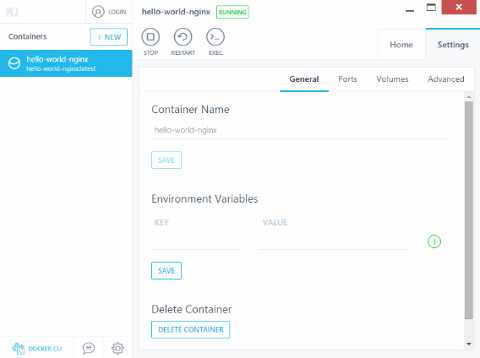 LOGIN
hello-world-nginx RUNNING
Containers
+ NEW
STOP RESTART EXEC
Home Settings
hello-world-nginx
hello-world-nginx:latest
General Ports Volumes Advanced
Container Name
hello-world-nginx
SAVE
Environment Variables
KEY VALUE
SAVE
Delete Container
DELETE CONTAINER
DOCKER CLI